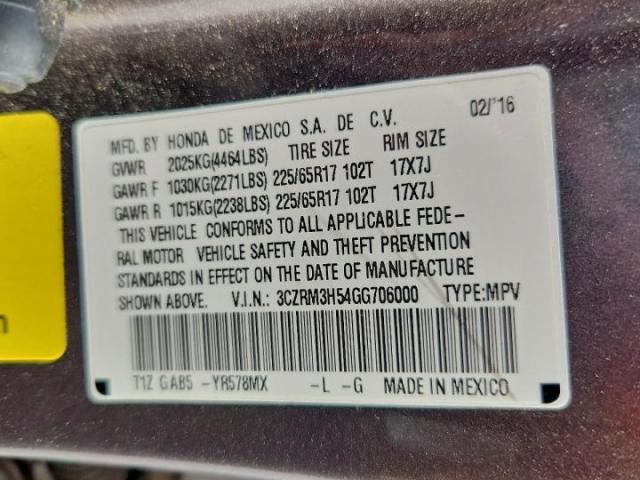 MFD. BY HONDA DE MEXICO S.A. DE C.V. 02/'16
GVWR 2025KG(4464LBS) TIRE SIZE RIM SIZE
GAWR F 1030KG(2271LBS) 225/65R17 102T 17X7J
GAWR R 1015KG(2238LBS) 225/65R17 102T 17X7J
THIS VEHICLE CONFORMS TO ALL APPLICABLE FEDE-
RAL MOTOR VEHICLE SAFETY AND THEFT PREVENTION
STANDARDS IN EFFECT ON THE DATE OF MANUFACTURE
SHOWN ABOVE. V.I.N.: 3CZRM3H54GG706000 TYPE:MPV
T1Z GAB5 -YR578MX -L -G MADE IN MEXICO